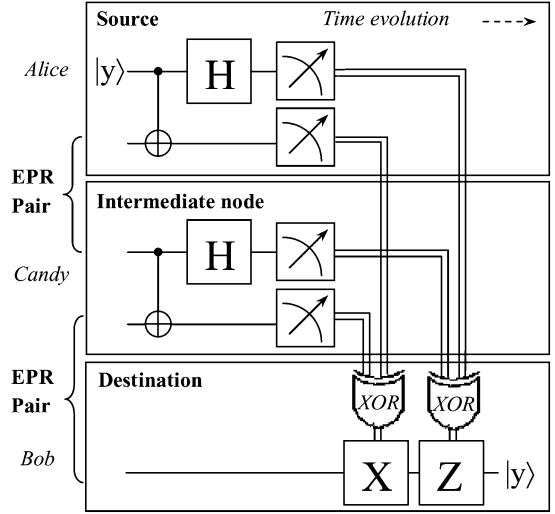 Source
Time evolution
Alice
|y⟩
H
EPR
Pair
Intermediate node
H
Candy
EPR
Pair
Destination
XOR
XOR
Bob
X
Z
|y⟩